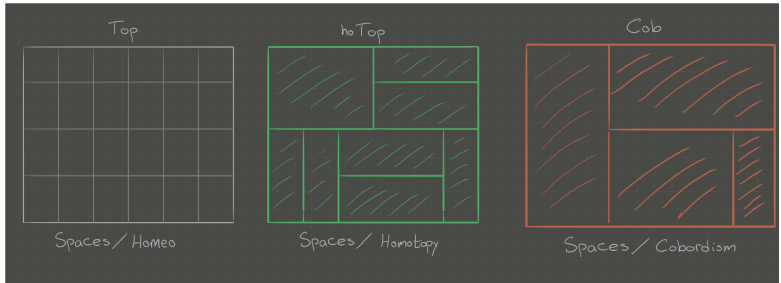 Top
hoTop
Cob
Spaces / Homeo
Spaces / Homotopy
Spaces / Cobordism